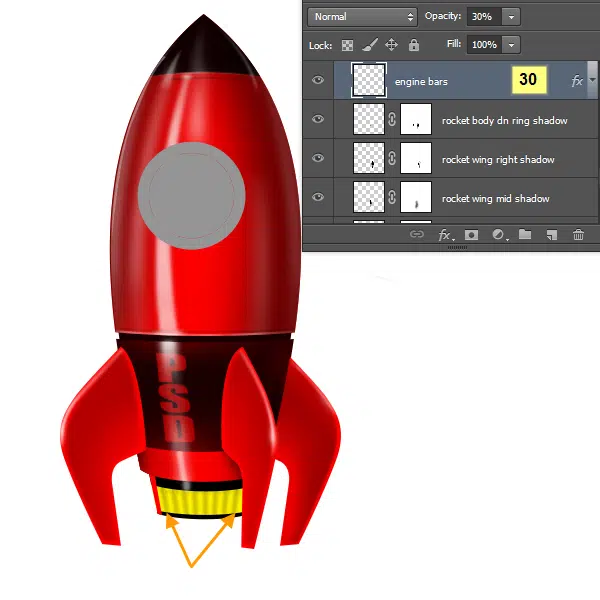 Normal Opacity: 30%
Lock: Fill: 100%
engine bars 30 fx
rocket body dn ring shadow
rocket wing right shadow
rocket wing mid shadow
fx
PSD